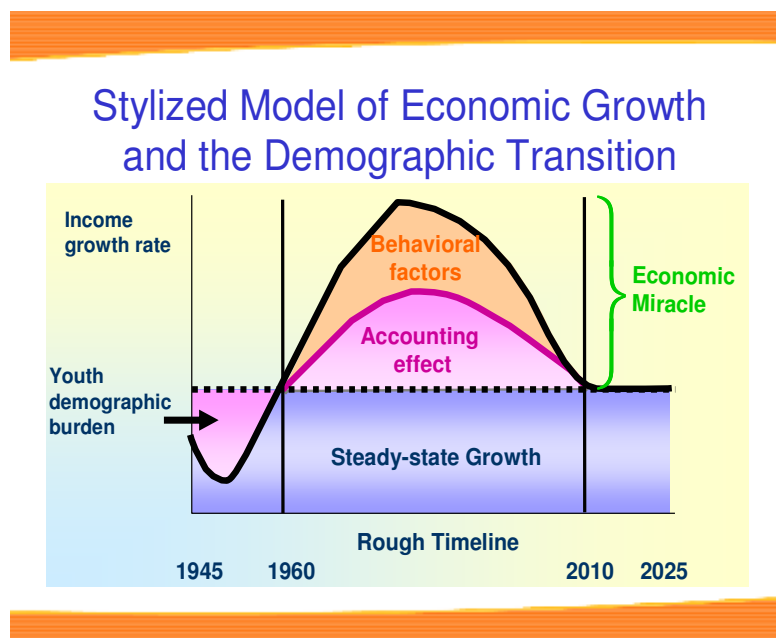 Stylized Model of Economic Growth
and the Demographic Transition
Income
growth rate
Behavioral
factors
Economic
Miracle
Accounting
effect
Youth
demographic
burden
Steady-state Growth
Rough Timeline
1945 1960 2010 2025